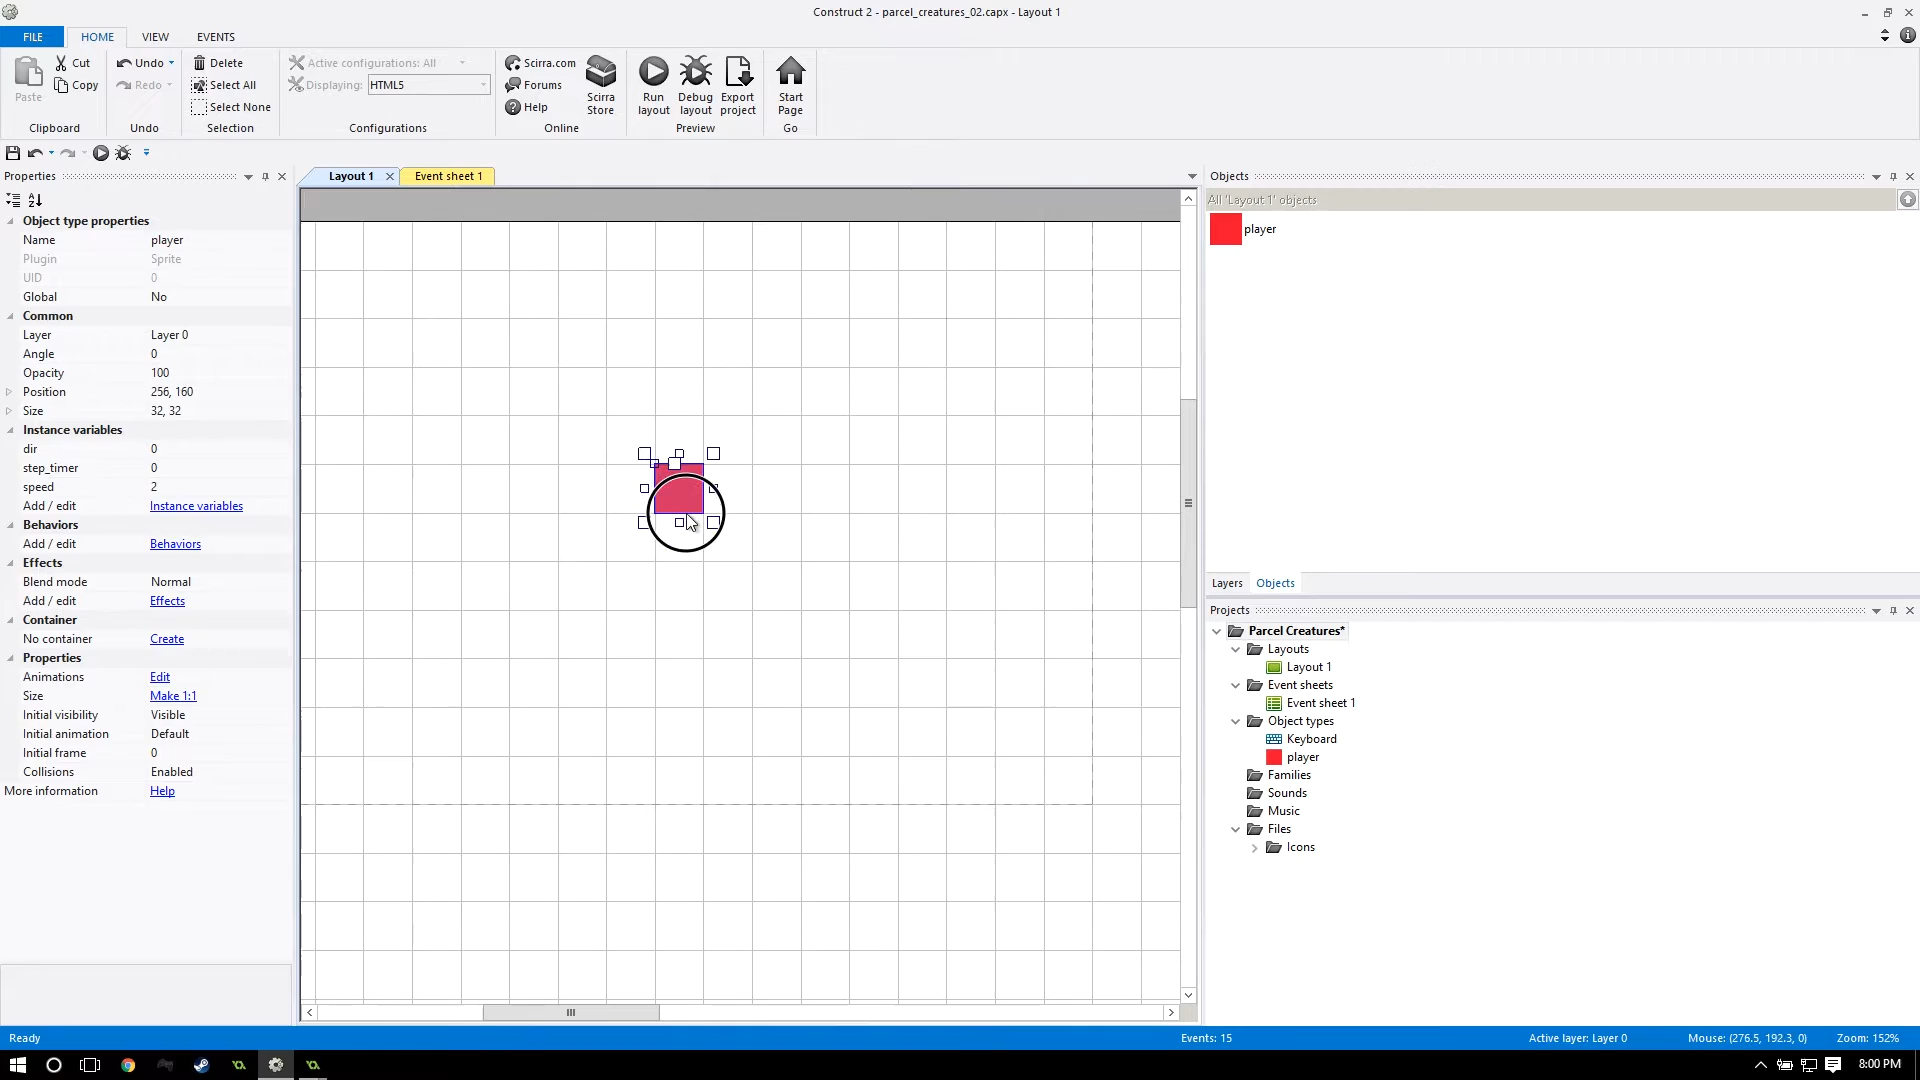 Construct 2 - parcel_creatures_02.capx - Layout 1
FILE HOME VIEW EVENTS
Paste
Cut
Copy
Clipboard
Undo
Redo
Undo
Delete
Select All
Select None
Selection
Active configurations: All
Displaying: HTML5
Configurations
Scirra.com
Forums
Help
Scirra Store
Online
Run layout
Debug layout
Export project
Preview
Start Page
Go
Properties
Object type properties
Name player
Plugin Sprite
UID 0
Global No
Common
Layer Layer 0
Angle 0
Opacity 100
Position 256, 160
Size 32, 32
Instance variables
dir 0
step_timer 0
speed 2
Add / edit Instance variables
Behaviors
Add / edit Behaviors
Effects
Blend mode Normal
Add / edit Effects
Container
No container Create
Properties
Animations Edit
Size Make 1:1
Initial visibility Visible
Initial animation Default
Initial frame 0
Collisions Enabled
More information Help
Layout 1
Event sheet 1
Objects
All 'Layout 1' objects
player
Layers Objects
Projects
Parcel Creatures*
Layouts
Layout 1
Event sheets
Event sheet 1
Object types
Keyboard
player
Families
Sounds
Music
Files
Icons
Ready
Events: 15
Active layer: Layer 0
Mouse: (276.5, 192.3, 0)
Zoom: 152%
8:00 PM